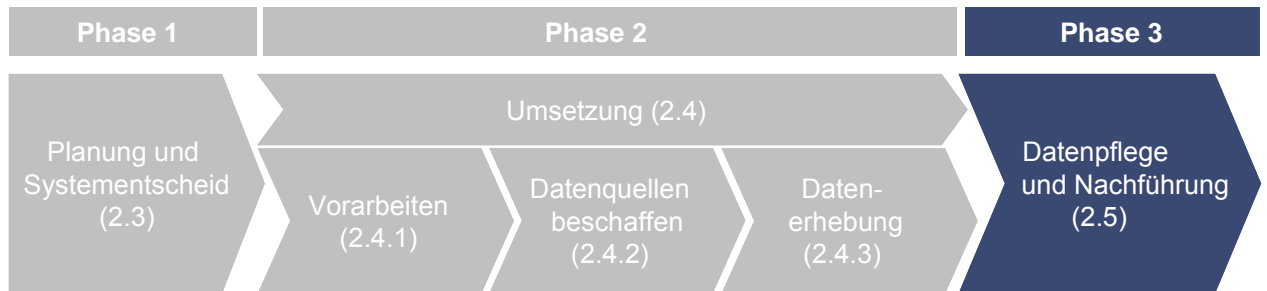 Phase 1
Phase 2
Phase 3
Planung und
Systementscheid
(2.3)
Umsetzung (2.4)
Vorarbeiten
(2.4.1)
Datenquellen
beschaffen
(2.4.2)
Daten-
erhebung
(2.4.3)
Datenpflege
und Nachführung
(2.5)